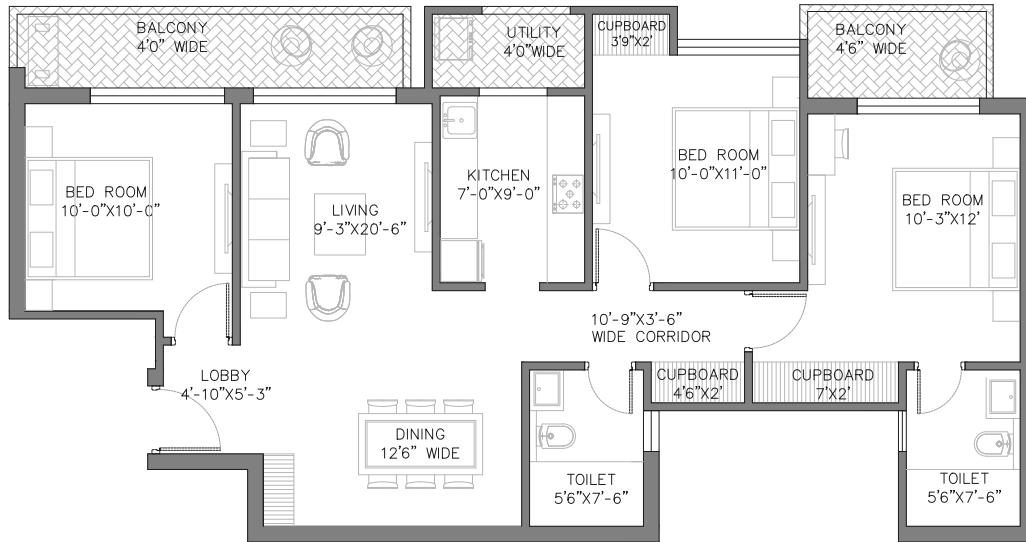 BALCONY
4'0" WIDE
UTILITY
4'0"WIDE
CUPBOARD
3'9"X2'
BALCONY
4'6" WIDE
BED ROOM
10'-0"X10'-0"
LIVING
9'-3"X20'-6"
KITCHEN
7'-0"X9'-0"
BED ROOM
10'-0"X11'-0"
BED ROOM
10'-3"X12'
10'-9"X3'-6"
WIDE CORRIDOR
LOBBY
4'-10"X5'-3"
CUPBOARD
4'6"X2'
CUPBOARD
7'X2'
DINING
12'6" WIDE
TOILET
5'6"X7'-6"
TOILET
5'6"X7'-6"